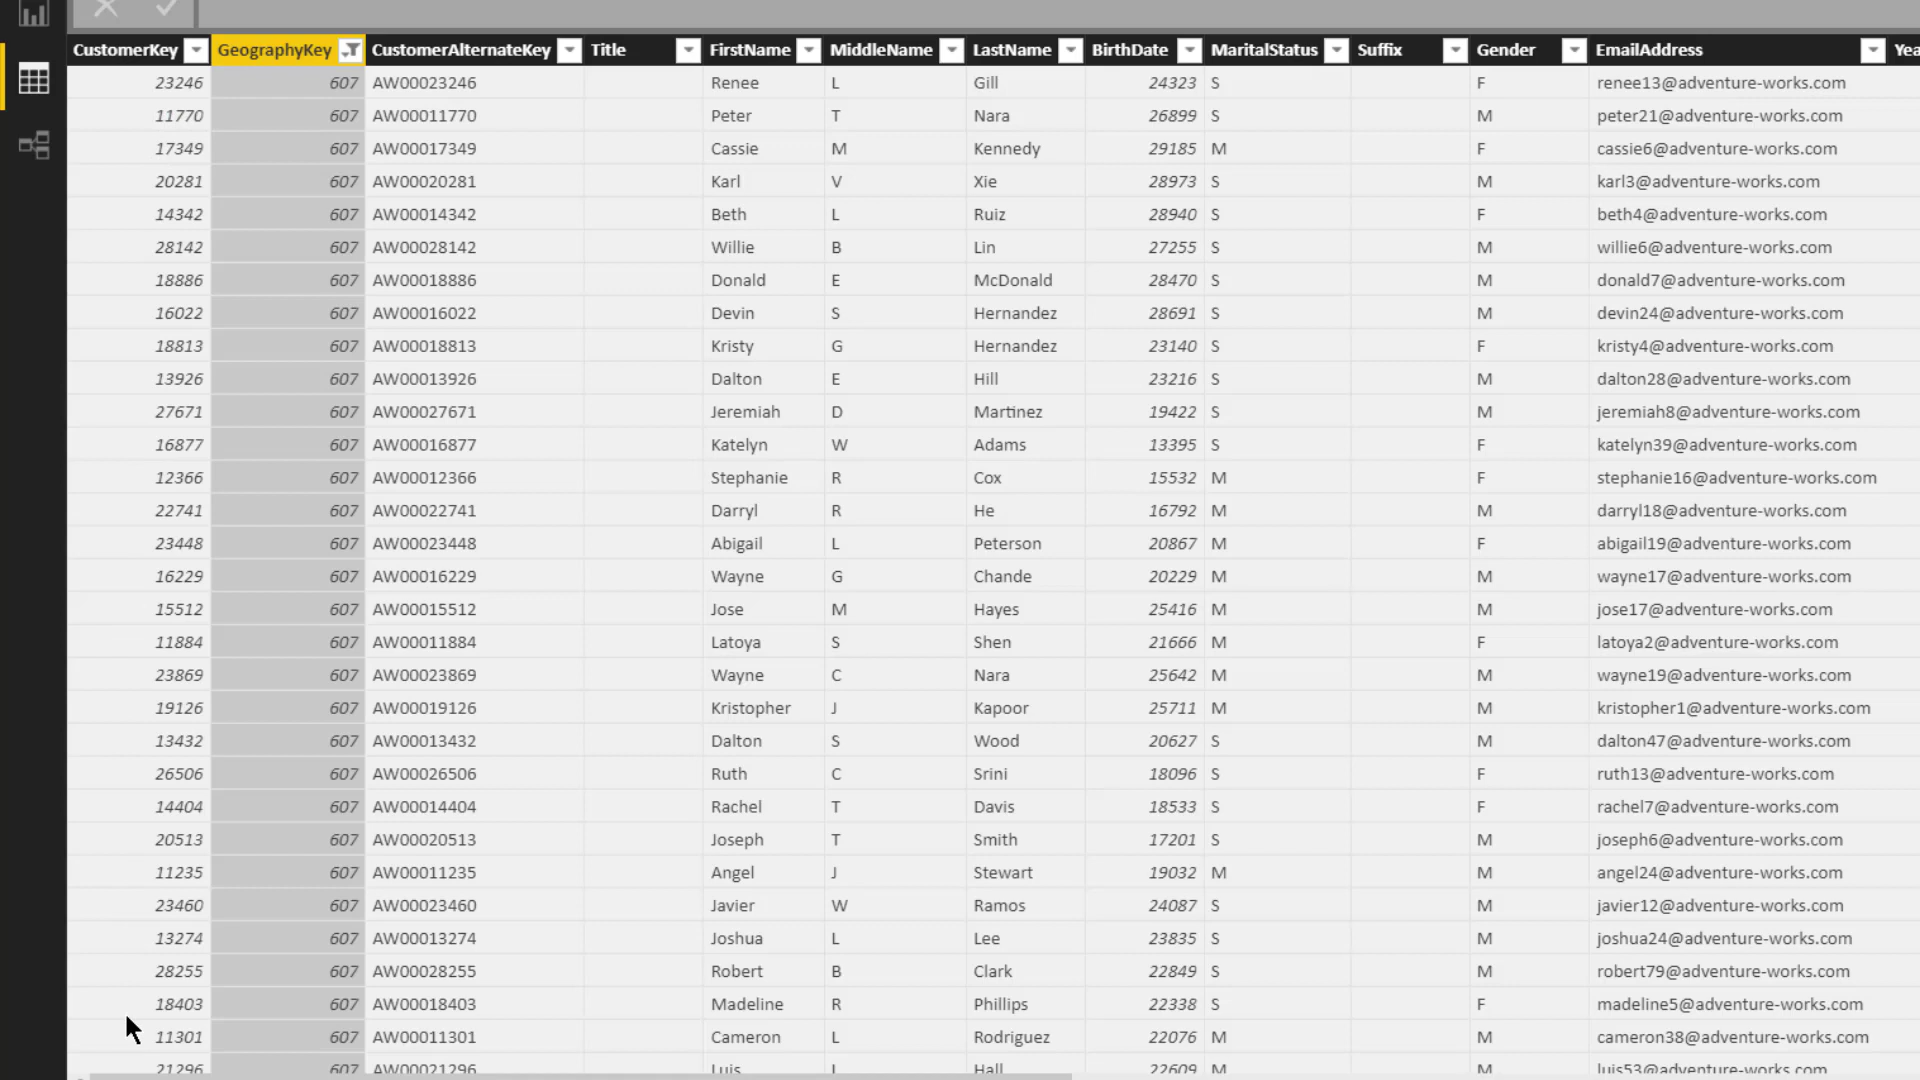 CustomerKey GeographyKey CustomerAlternateKey Title FirstName MiddleName LastName BirthDate MaritalStatus Suffix Gender EmailAddress Yea
23246 607 AW00023246 Renee L Gill 24323 S F renee13@adventure-works.com
11770 607 AW00011770 Peter T Nara 26899 S M peter21@adventure-works.com
17349 607 AW00017349 Cassie M Kennedy 29185 M F cassie6@adventure-works.com
20281 607 AW00020281 Karl V Xie 28973 S M karl3@adventure-works.com
14342 607 AW00014342 Beth L Ruiz 28940 S F beth4@adventure-works.com
28142 607 AW00028142 Willie B Lin 27255 S M willie6@adventure-works.com
18886 607 AW00018886 Donald E McDonald 28470 S M donald7@adventure-works.com
16022 607 AW00016022 Devin S Hernandez 28691 S M devin24@adventure-works.com
18813 607 AW00018813 Kristy G Hernandez 23140 S F kristy4@adventure-works.com
13926 607 AW00013926 Dalton E Hill 23216 S M dalton28@adventure-works.com
27671 607 AW00027671 Jeremiah D Martinez 19422 S M jeremiah8@adventure-works.com
16877 607 AW00016877 Katelyn W Adams 13395 S F katelyn39@adventure-works.com
12366 607 AW00012366 Stephanie R Cox 15532 M F stephanie16@adventure-works.com
22741 607 AW00022741 Darryl R He 16792 M M darryl18@adventure-works.com
23448 607 AW00023448 Abigail L Peterson 20867 M F abigail19@adventure-works.com
16229 607 AW00016229 Wayne G Chande 20229 M M wayne17@adventure-works.com
15512 607 AW00015512 Jose M Hayes 25416 M M jose17@adventure-works.com
11884 607 AW00011884 Latoya S Shen 21666 M F latoya2@adventure-works.com
23869 607 AW00023869 Wayne C Nara 25642 M M wayne19@adventure-works.com
19126 607 AW00019126 Kristopher J Kapoor 25711 M M kristopher1@adventure-works.com
13432 607 AW00013432 Dalton S Wood 20627 S M dalton47@adventure-works.com
26506 607 AW00026506 Ruth C Srini 18096 S F ruth13@adventure-works.com
14404 607 AW00014404 Rachel T Davis 18533 S F rachel7@adventure-works.com
20513 607 AW00020513 Joseph T Smith 17201 S M joseph6@adventure-works.com
11235 607 AW00011235 Angel J Stewart 19032 M M angel24@adventure-works.com
23460 607 AW00023460 Javier W Ramos 24087 S M javier12@adventure-works.com
13274 607 AW00013274 Joshua L Lee 23835 S M joshua24@adventure-works.com
28255 607 AW00028255 Robert B Clark 22849 S M robert79@adventure-works.com
18403 607 AW00018403 Madeline R Phillips 22338 S F madeline5@adventure-works.com
11301 607 AW00011301 Cameron L Rodriguez 22076 M M cameron38@adventure-works.com
21296 607 AW00021296 Luis Hall 22609 M M luis53@adventure-works.com